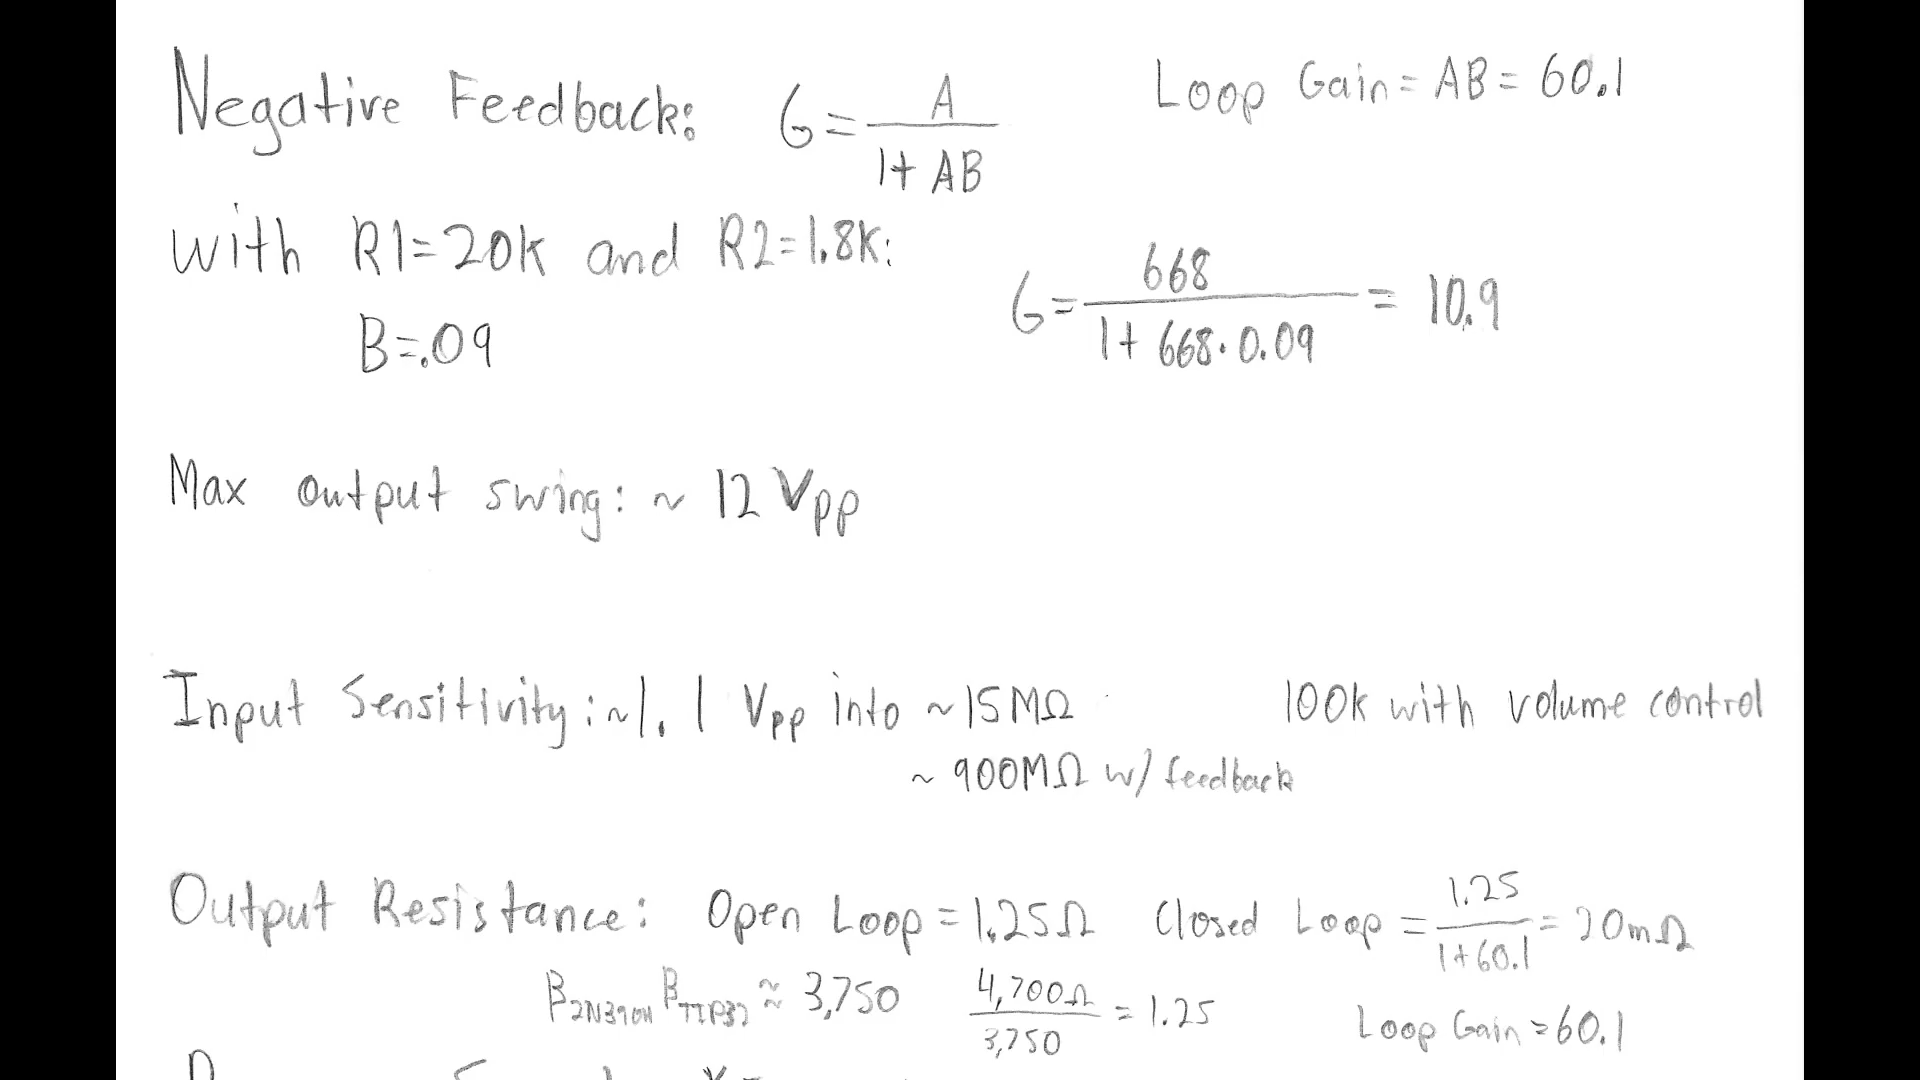 Negative Feedback: G = A / 1 + AB
Loop Gain = AB = 60.1
with R1=20k and R2=1.8k:
B=.09
G = 668 / 1 + 668·0.09 = 10.9
Max output swing: ~ 12 Vpp
Input Sensitivity: ~1.1 Vpp into ~15MΩ
100k with volume control
~ 900MΩ w/ feedback
Output Resistance: Open Loop = 1.25Ω Closed Loop = 1.25 / 1+60.1 = 20mΩ
β2N3904 βTIP32 ≈ 3,750 4,700Ω / 3,750 = 1.25
Loop Gain = 60.1